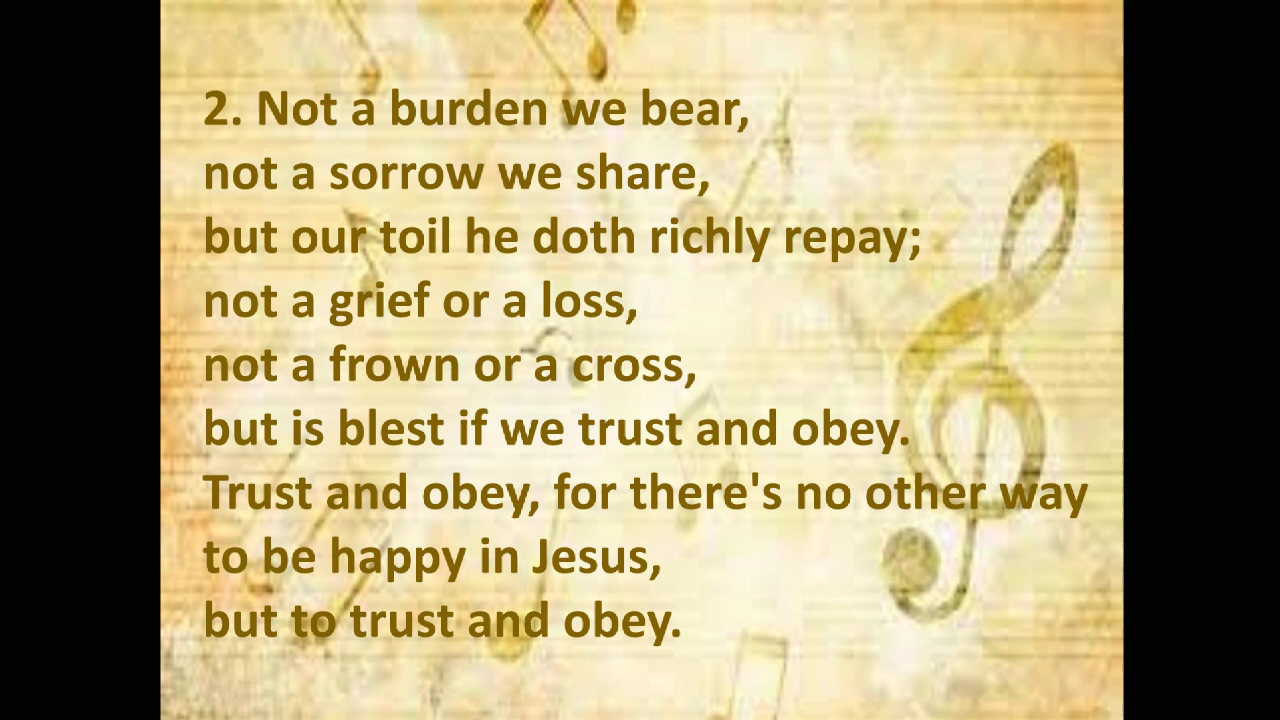 2. Not a burden we bear,
not a sorrow we share,
but our toil he doth richly repay;
not a grief or a loss,
not a frown or a cross,
but is blest if we trust and obey.
Trust and obey, for there's no other way
to be happy in Jesus,
but to trust and obey.